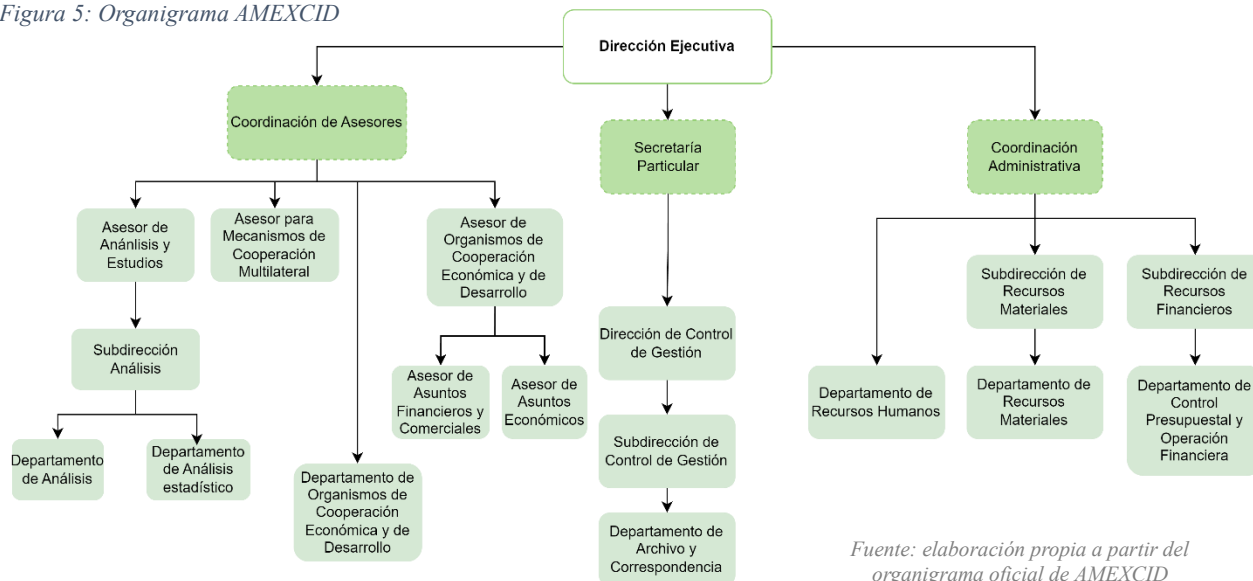 Figura 5: Organigrama AMEXCID
Dirección Ejecutiva
Coordinación de Asesores
Secretaría
Particular
Coordinación
Administrativa
Asesor de
Anánlisis y
Estudios
Asesor para
Mecanismos de
Cooperación
Multilateral
Asesor de
Organismos de
Cooperación
Económica y de
Desarrollo
Subdirección de
Recursos
Materiales
Subdirección de
Recursos
Financieros
Subdirección
Análisis
Dirección de Control
de Gestión
Asesor de
Asuntos
Financieros y
Comerciales
Asesor de
Asuntos
Económicos
Departamento de
Recursos Humanos
Departamento de
Recursos
Materiales
Departamento de
Control
Presupuestal y
Operación
Financiera
Departamento
de Análisis
Departamento
de Análisis
estadístico
Departamento de
Organismos de
Cooperación
Económica y de
Desarrollo
Subdirección de
Control de Gestión
Departamento de
Archivo y
Correspondencia
Fuente: elaboración propia a partir del
organigrama oficial de AMEXCID